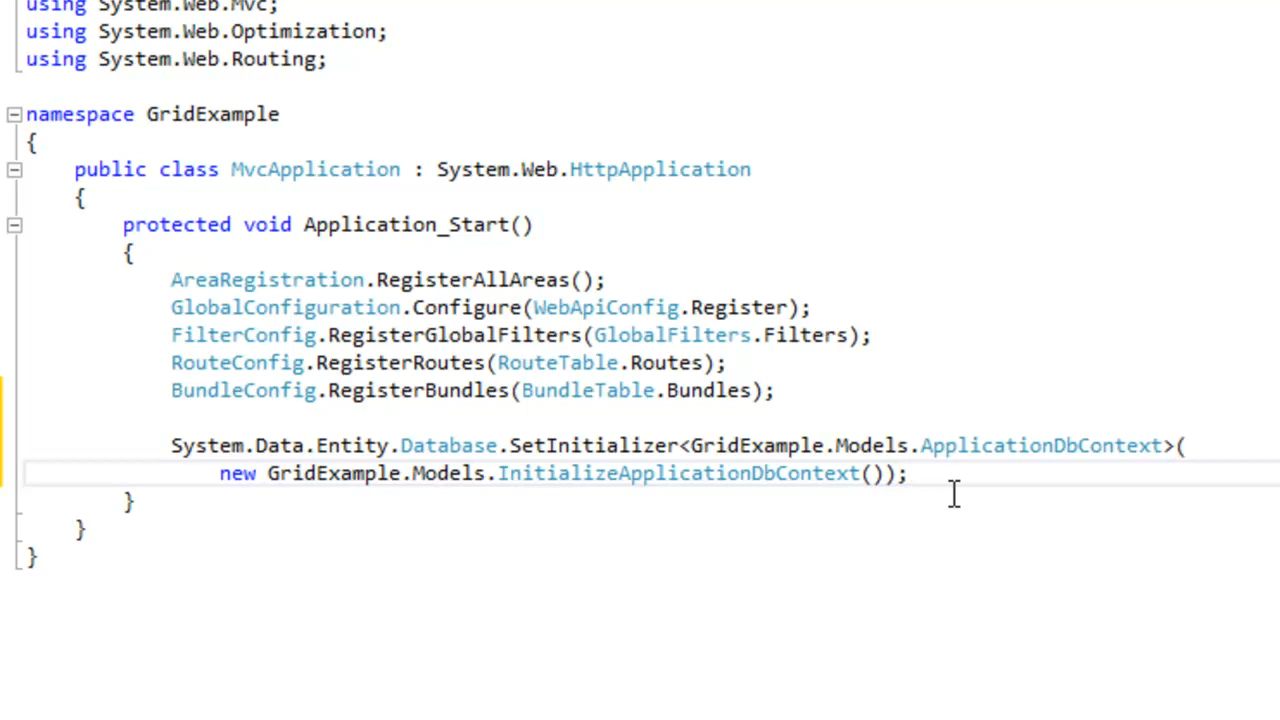 using System.Web.Mvc;
using System.Web.Optimization;
using System.Web.Routing;
namespace GridExample
{
public class MvcApplication : System.Web.HttpApplication
{
protected void Application_Start()
{
AreaRegistration.RegisterAllAreas();
GlobalConfiguration.Configure(WebApiConfig.Register);
FilterConfig.RegisterGlobalFilters(GlobalFilters.Filters);
RouteConfig.RegisterRoutes(RouteTable.Routes);
BundleConfig.RegisterBundles(BundleTable.Bundles);
System.Data.Entity.Database.SetInitializer<GridExample.Models.ApplicationDbContext>(
new GridExample.Models.InitializeApplicationDbContext());
}
}
}